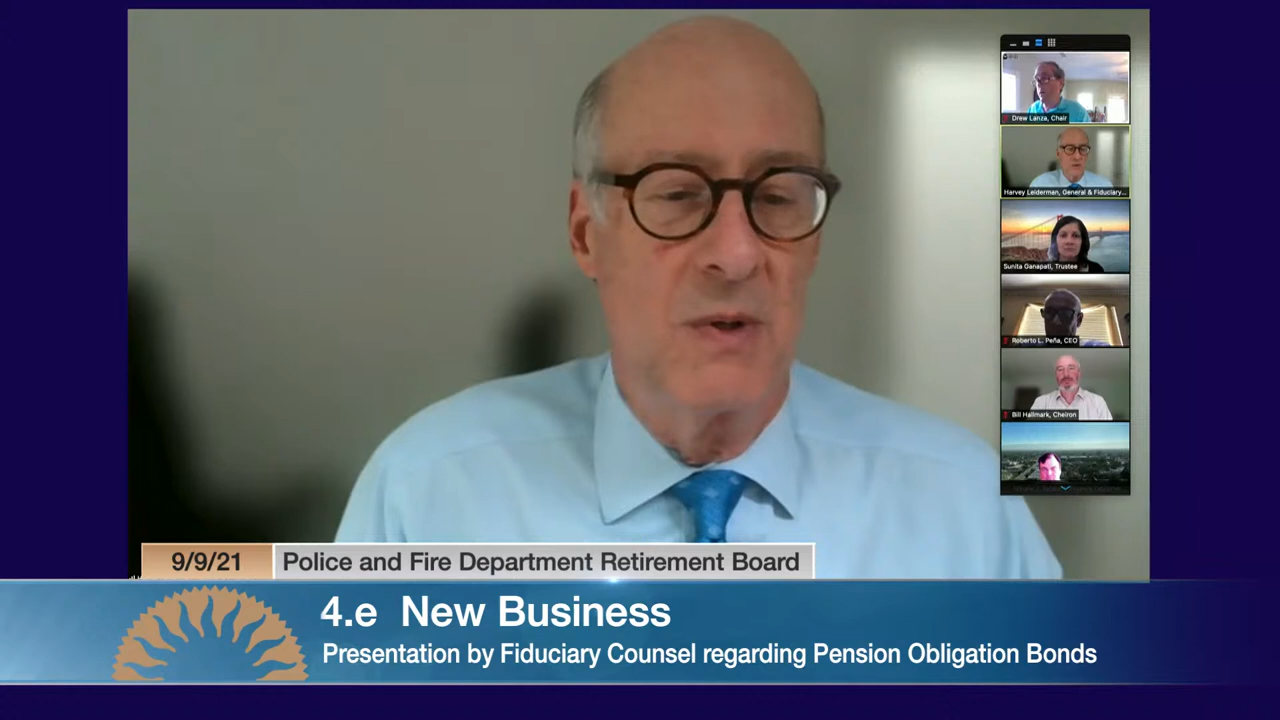 Drew Lanza, Chair
Harvey Leiderman, General & Fiduciary...
Sunita Ganapati, Trustee
Roberto L. Peña, CEO
Bill Hallmark, Cheiron
9/9/21 Police and Fire Department Retirement Board
4.e New Business
Presentation by Fiduciary Counsel regarding Pension Obligation Bonds